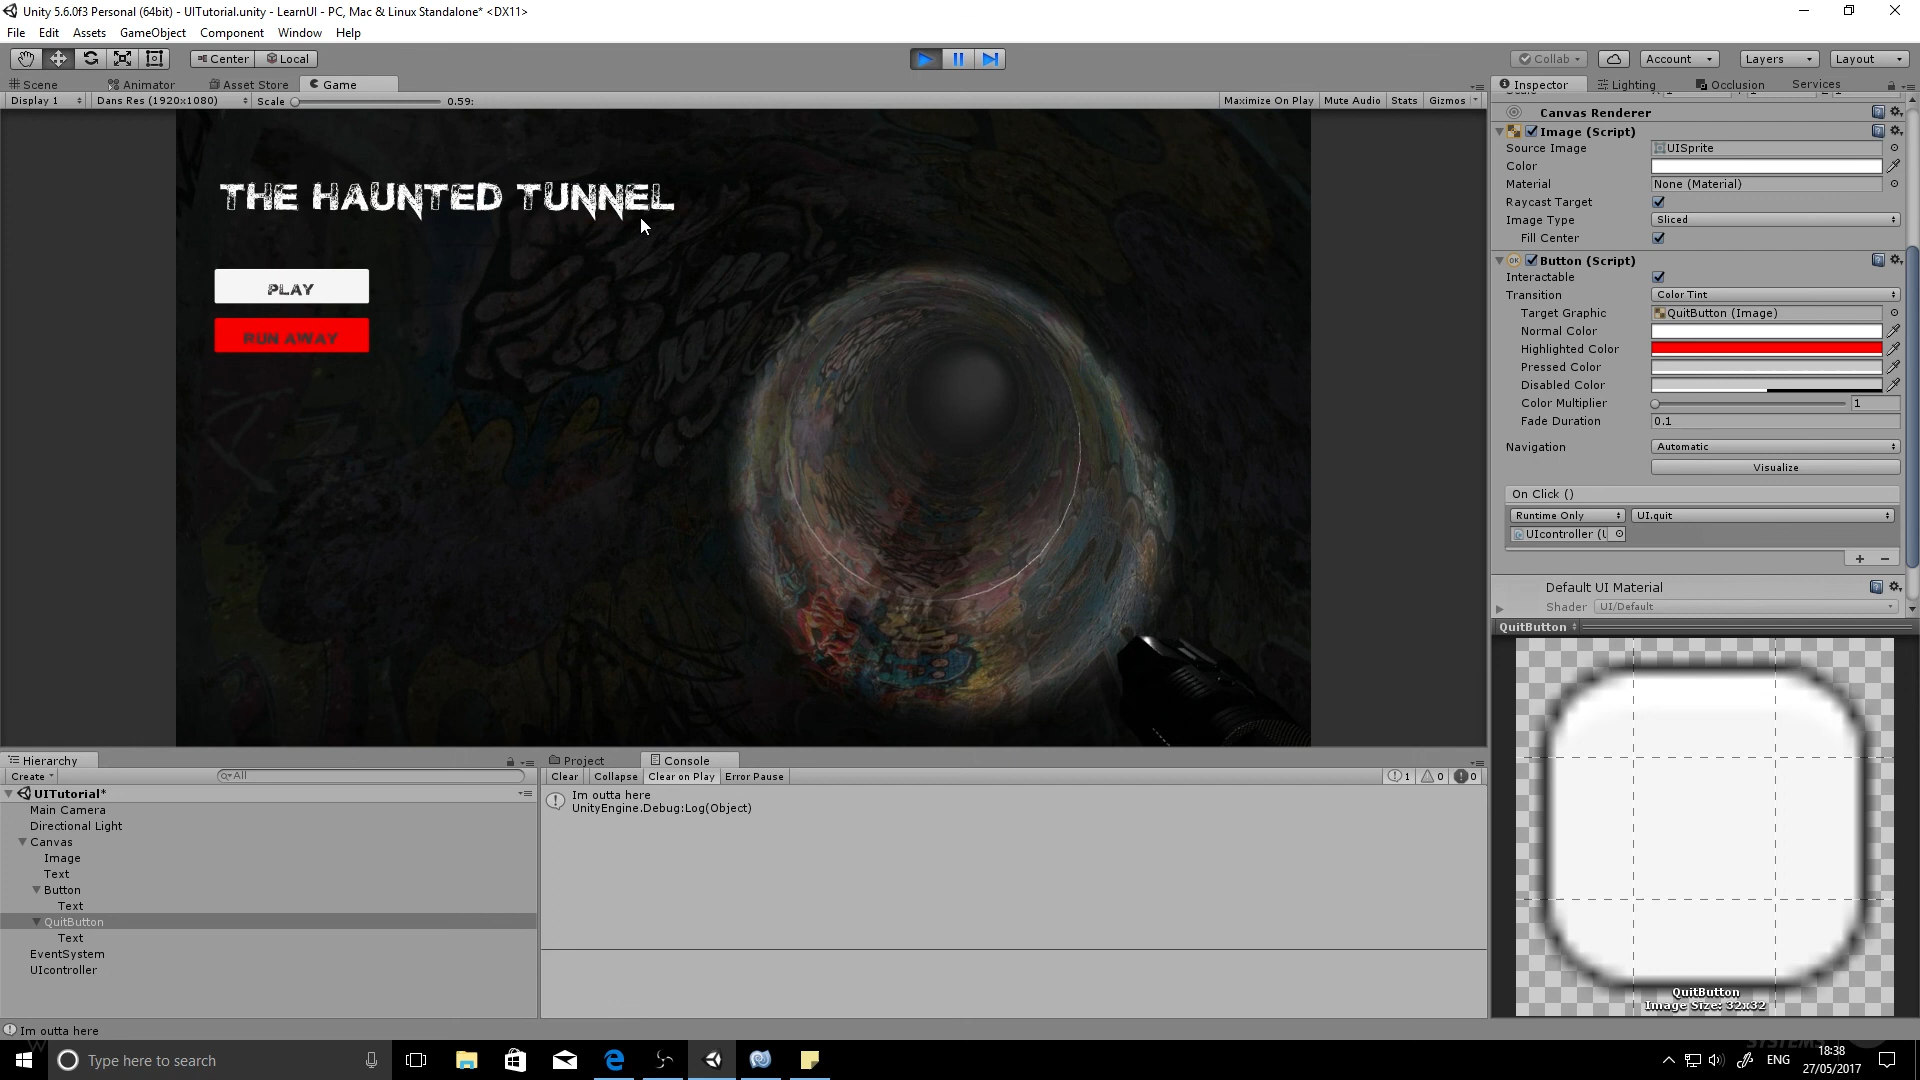 Unity 5.6.0f3 Personal (64bit) - UITutorial.unity - LearnUI - PC, Mac & Linux Standalone* <DX11>
File Edit Assets GameObject Component Window Help
Center Local
Collab Account Layers Layout
Scene Animator Asset Store Game
Display 1 Dans Res (1920x1080) Scale 0.59:
Maximize On Play Mute Audio Stats Gizmos
THE HAUNTED TUNNEL
PLAY
RUN AWAY
Inspector Lighting Occlusion Services
Canvas Renderer
Image (Script)
Source Image UISprite
Color
Material None (Material)
Raycast Target
Image Type Sliced
Fill Center
Button (Script)
Interactable
Transition Color Tint
Target Graphic QuitButton (Image)
Normal Color
Highlighted Color
Pressed Color
Disabled Color
Color Multiplier 1
Fade Duration 0.1
Navigation Automatic
Visualize
On Click ()
Runtime Only UI.quit
UIcontroller (U
Default UI Material
Shader UI/Default
QuitButton
QuitButton
Image Size: 32x32
Hierarchy
Create All
UITutorial*
Main Camera
Directional Light
Canvas
Image
Text
Button
Text
QuitButton
Text
EventSystem
UIcontroller
Project Console
Clear Collapse Clear on Play Error Pause
1 0 0
Im outta here
UnityEngine.Debug:Log(Object)
Im outta here
Type here to search
SYSTEMS
ENG
18:38
27/05/2017